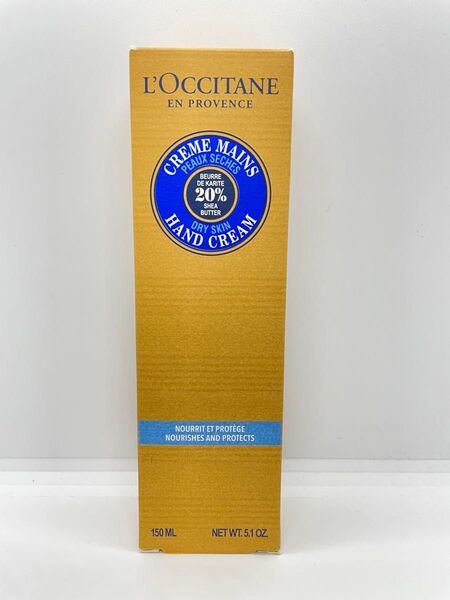 L'OCCITANE
EN PROVENCE
CREME MAINS
PEAUX SECHES
BEURRE
DE KARITE
20%
SHEA
BUTTER
DRY SKIN
HAND CREAM
NOURRIT ET PROTÈGE
NOURISHES AND PROTECTS
150 ML NET WT. 5.1 OZ.